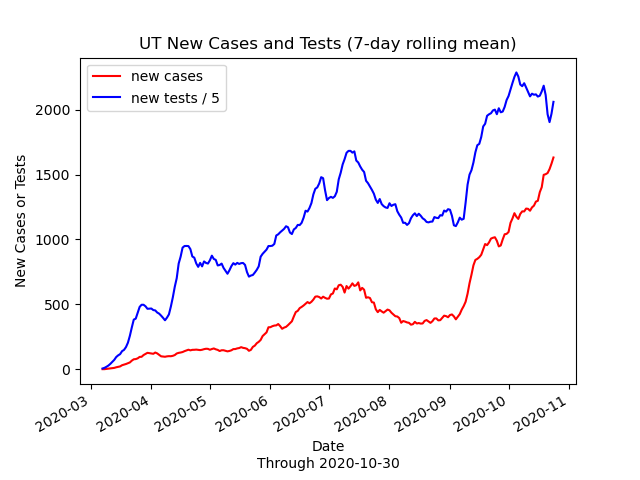 UT New Cases and Tests (7-day rolling mean)
new cases
new tests / 5
New Cases or Tests
2000
1500
1000
500
0
2020-03
2020-04
2020-05
2020-06
2020-07
2020-08
2020-09
2020-10
2020-11
Date
Through 2020-10-30